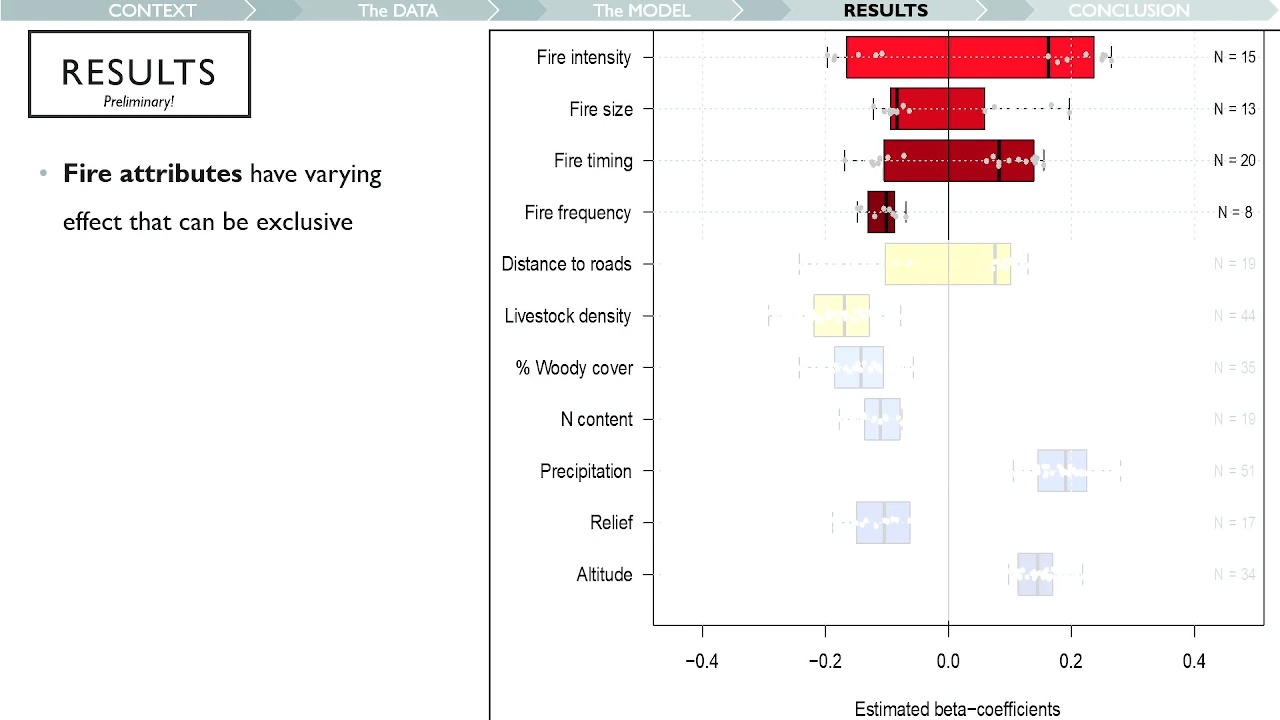 CONTEXT
The DATA
The MODEL
RESULTS
CONCLUSION
RESULTS
Preliminary!
• Fire attributes have varying
effect that can be exclusive
Fire intensity N = 15
Fire size N = 13
Fire timing N = 20
Fire frequency N = 8
Distance to roads N = 19
Livestock density N = 44
% Woody cover N = 35
N content N = 19
Precipitation N = 51
Relief N = 17
Altitude N = 34
−0.4 −0.2 0.0 0.2 0.4
Estimated beta−coefficients